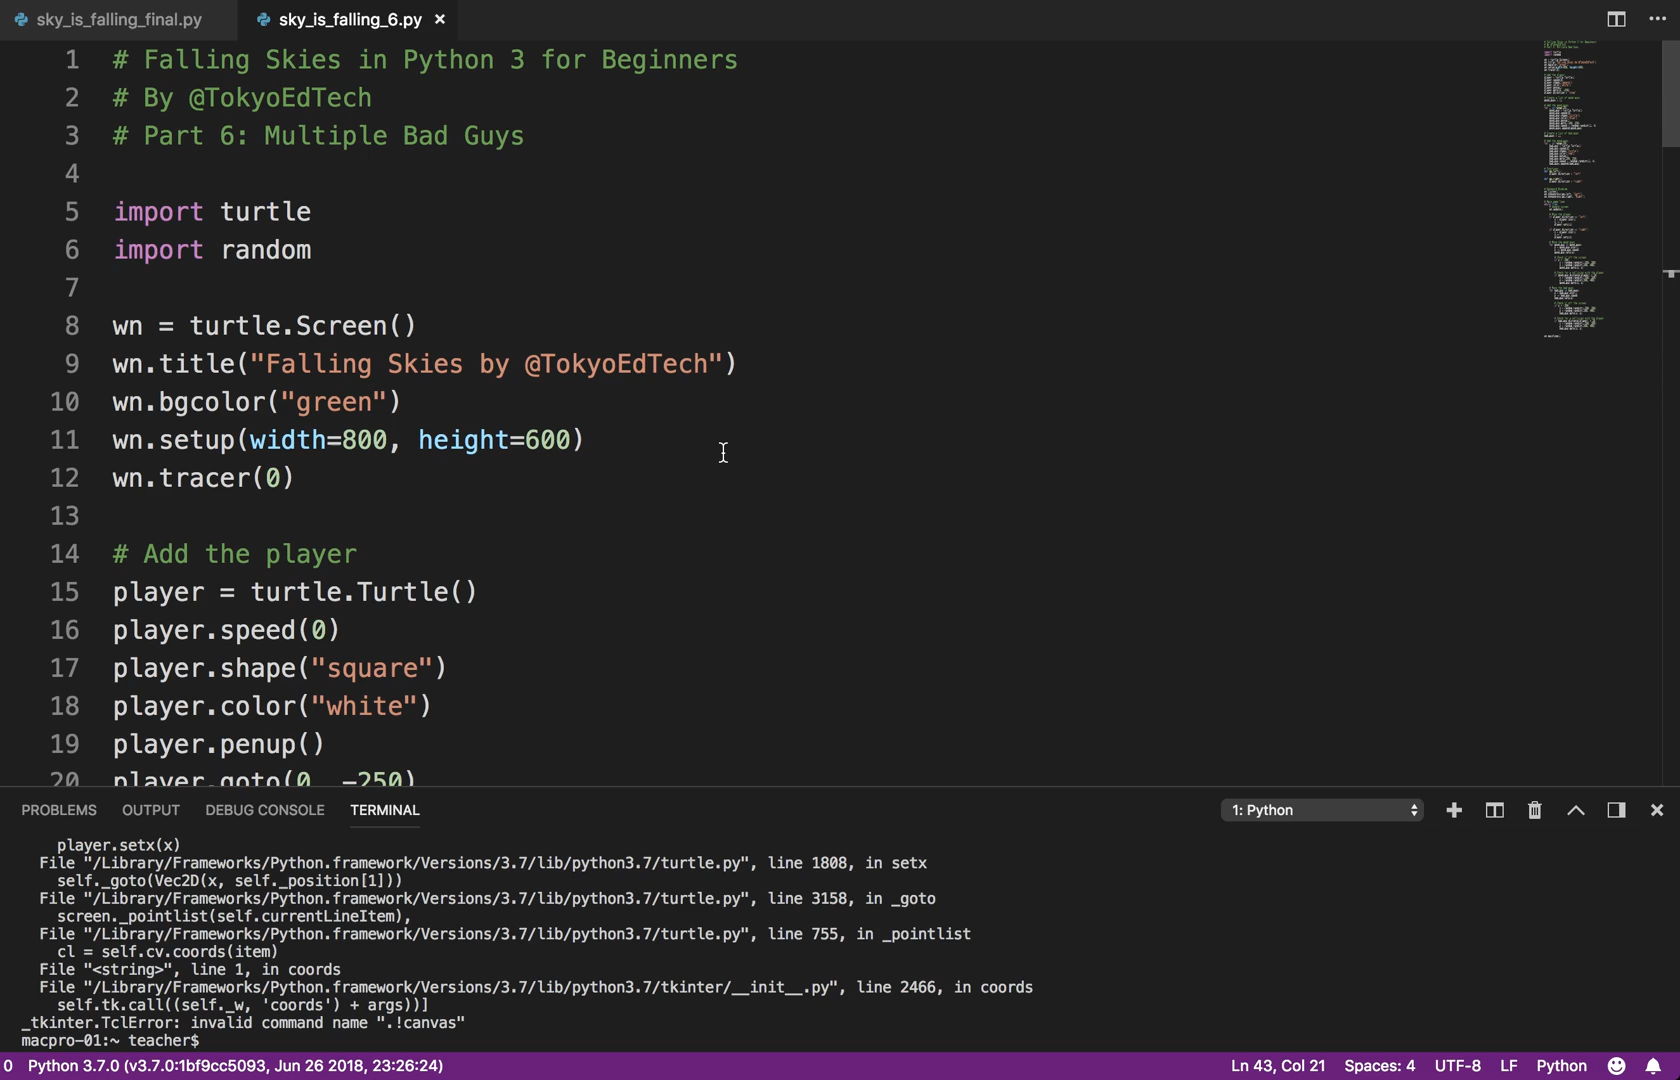 sky_is_falling_final.py
sky_is_falling_6.py
1 # Falling Skies in Python 3 for Beginners
2 # By @TokyoEdTech
3 # Part 6: Multiple Bad Guys
4
5 import turtle
6 import random
7
8 wn = turtle.Screen()
9 wn.title("Falling Skies by @TokyoEdTech")
10 wn.bgcolor("green")
11 wn.setup(width=800, height=600)
12 wn.tracer(0)
13
14 # Add the player
15 player = turtle.Turtle()
16 player.speed(0)
17 player.shape("square")
18 player.color("white")
19 player.penup()
20 player.goto(0, -250)
PROBLEMS OUTPUT DEBUG CONSOLE TERMINAL 1: Python
player.setx(x)
File "/Library/Frameworks/Python.framework/Versions/3.7/lib/python3.7/turtle.py", line 1808, in setx
self._goto(Vec2D(x, self._position[1]))
File "/Library/Frameworks/Python.framework/Versions/3.7/lib/python3.7/turtle.py", line 3158, in _goto
screen._pointlist(self.currentLineItem),
File "/Library/Frameworks/Python.framework/Versions/3.7/lib/python3.7/turtle.py", line 755, in _pointlist
cl = self.cv.coords(item)
File "<string>", line 1, in coords
File "/Library/Frameworks/Python.framework/Versions/3.7/lib/python3.7/tkinter/__init__.py", line 2466, in coords
self.tk.call((self._w, 'coords') + args))]
_tkinter.TclError: invalid command name ".!canvas"
macpro-01:~ teacher$
0 Python 3.7.0 (v3.7.0:1bf9cc5093, Jun 26 2018, 23:26:24) Ln 43, Col 21 Spaces: 4 UTF-8 LF Python